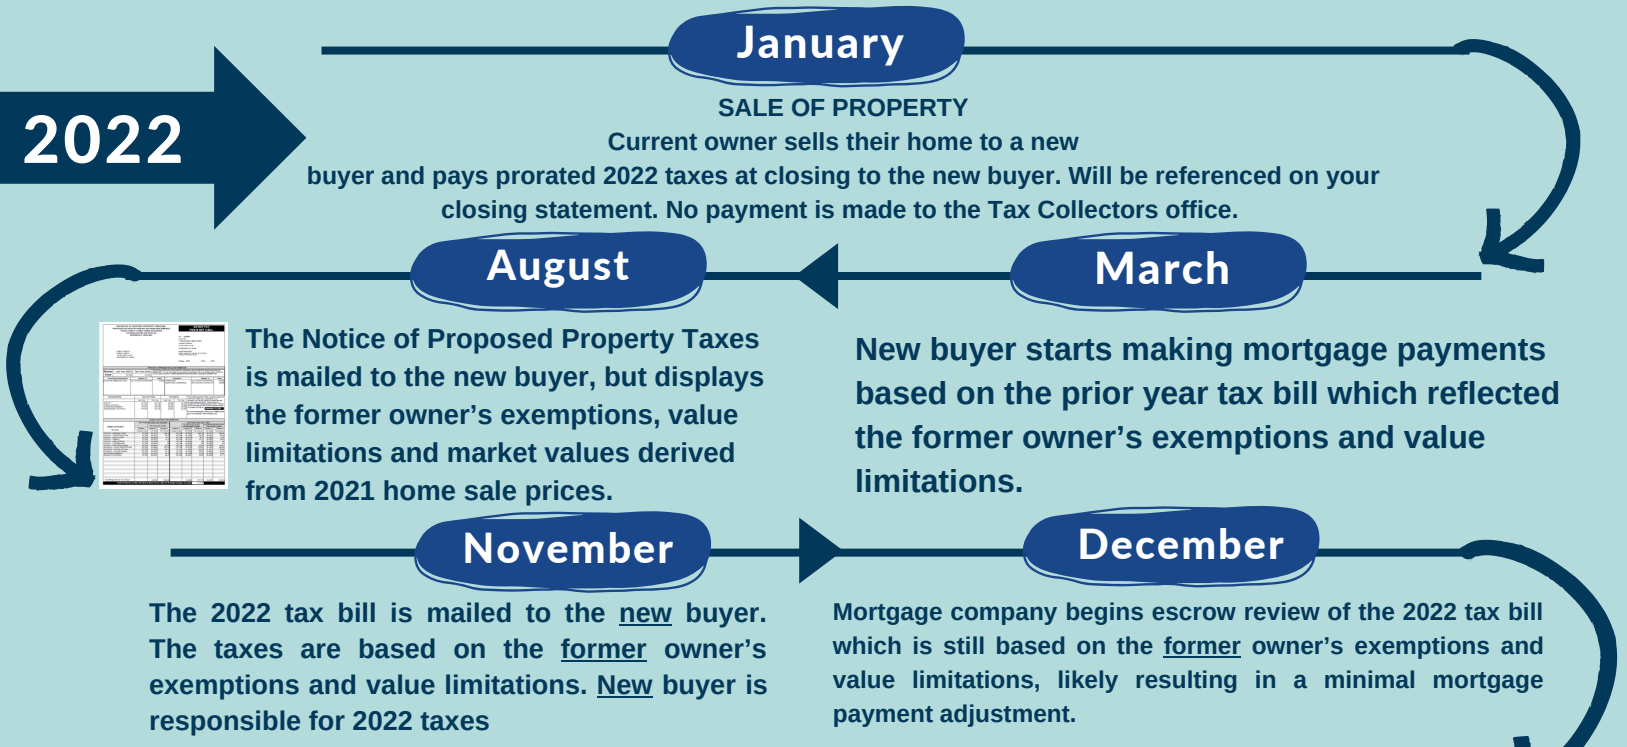 January
2022
SALE OF PROPERTY
Current owner sells their home to a new
buyer and pays prorated 2022 taxes at closing to the new buyer. Will be referenced on your
closing statement. No payment is made to the Tax Collectors office.
March
New buyer starts making mortgage payments
based on the prior year tax bill which reflected
the former owner’s exemptions and value
limitations.
August
The Notice of Proposed Property Taxes
is mailed to the new buyer, but displays
the former owner’s exemptions, value
limitations and market values derived
from 2021 home sale prices.
November
The 2022 tax bill is mailed to the new buyer.
The taxes are based on the former owner’s
exemptions and value limitations. New buyer is
responsible for 2022 taxes
December
Mortgage company begins escrow review of the 2022 tax bill
which is still based on the former owner’s exemptions and
value limitations, likely resulting in a minimal mortgage
payment adjustment.